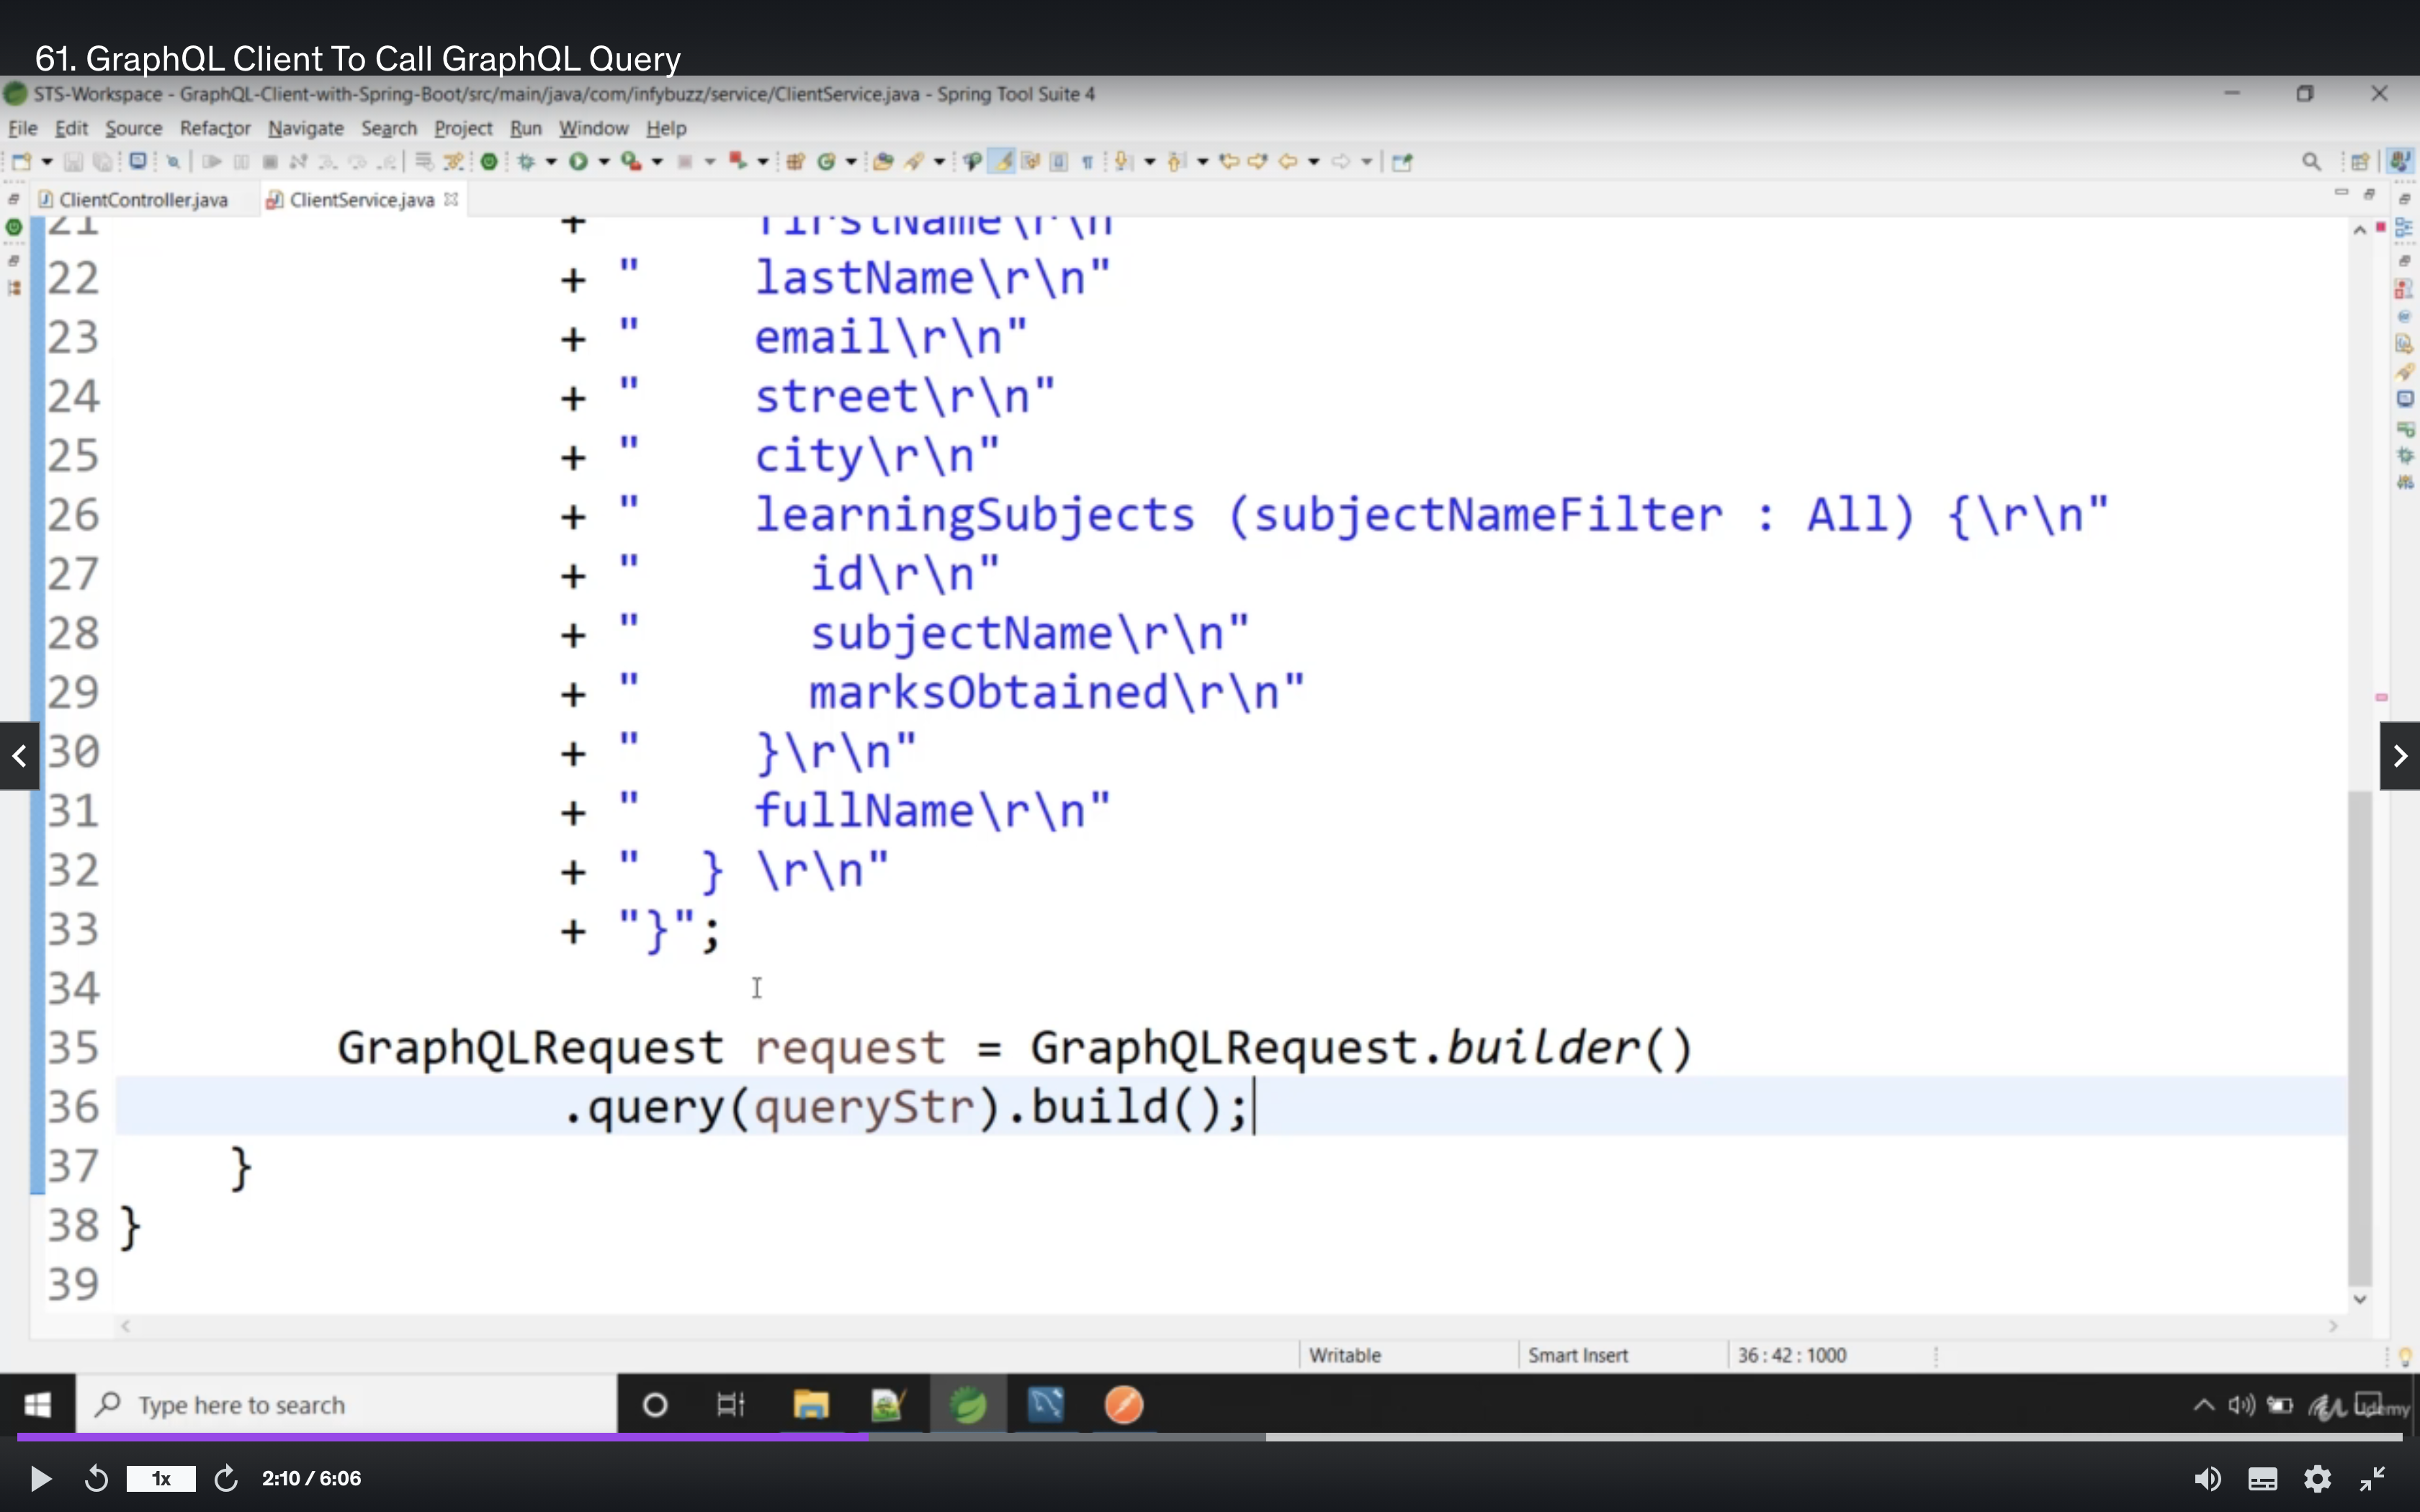 61. GraphQL Client To Call GraphQL Query
STS-Workspace - GraphQL-Client-with-Spring-Boot/src/main/java/com/infybuzz/service/ClientService.java - Spring Tool Suite 4
File Edit Source Refactor Navigate Search Project Run Window Help
ClientController.java ClientService.java
21 + firstName\r\n
22 + "    lastName\r\n"
23 + "    email\r\n"
24 + "    street\r\n"
25 + "    city\r\n"
26 + "    learningSubjects (subjectNameFilter : All) {\r\n"
27 + "      id\r\n"
28 + "      subjectName\r\n"
29 + "      marksObtained\r\n"
30 + "    }\r\n"
31 + "    fullName\r\n"
32 + "  } \r\n"
33 + "}";
34
35 GraphQLRequest request = GraphQLRequest.builder()
36 .query(queryStr).build();
37 }
38 }
39
Writable Smart Insert 36 : 42 : 1000
Type here to search
Udemy
1x 2:10 / 6:06